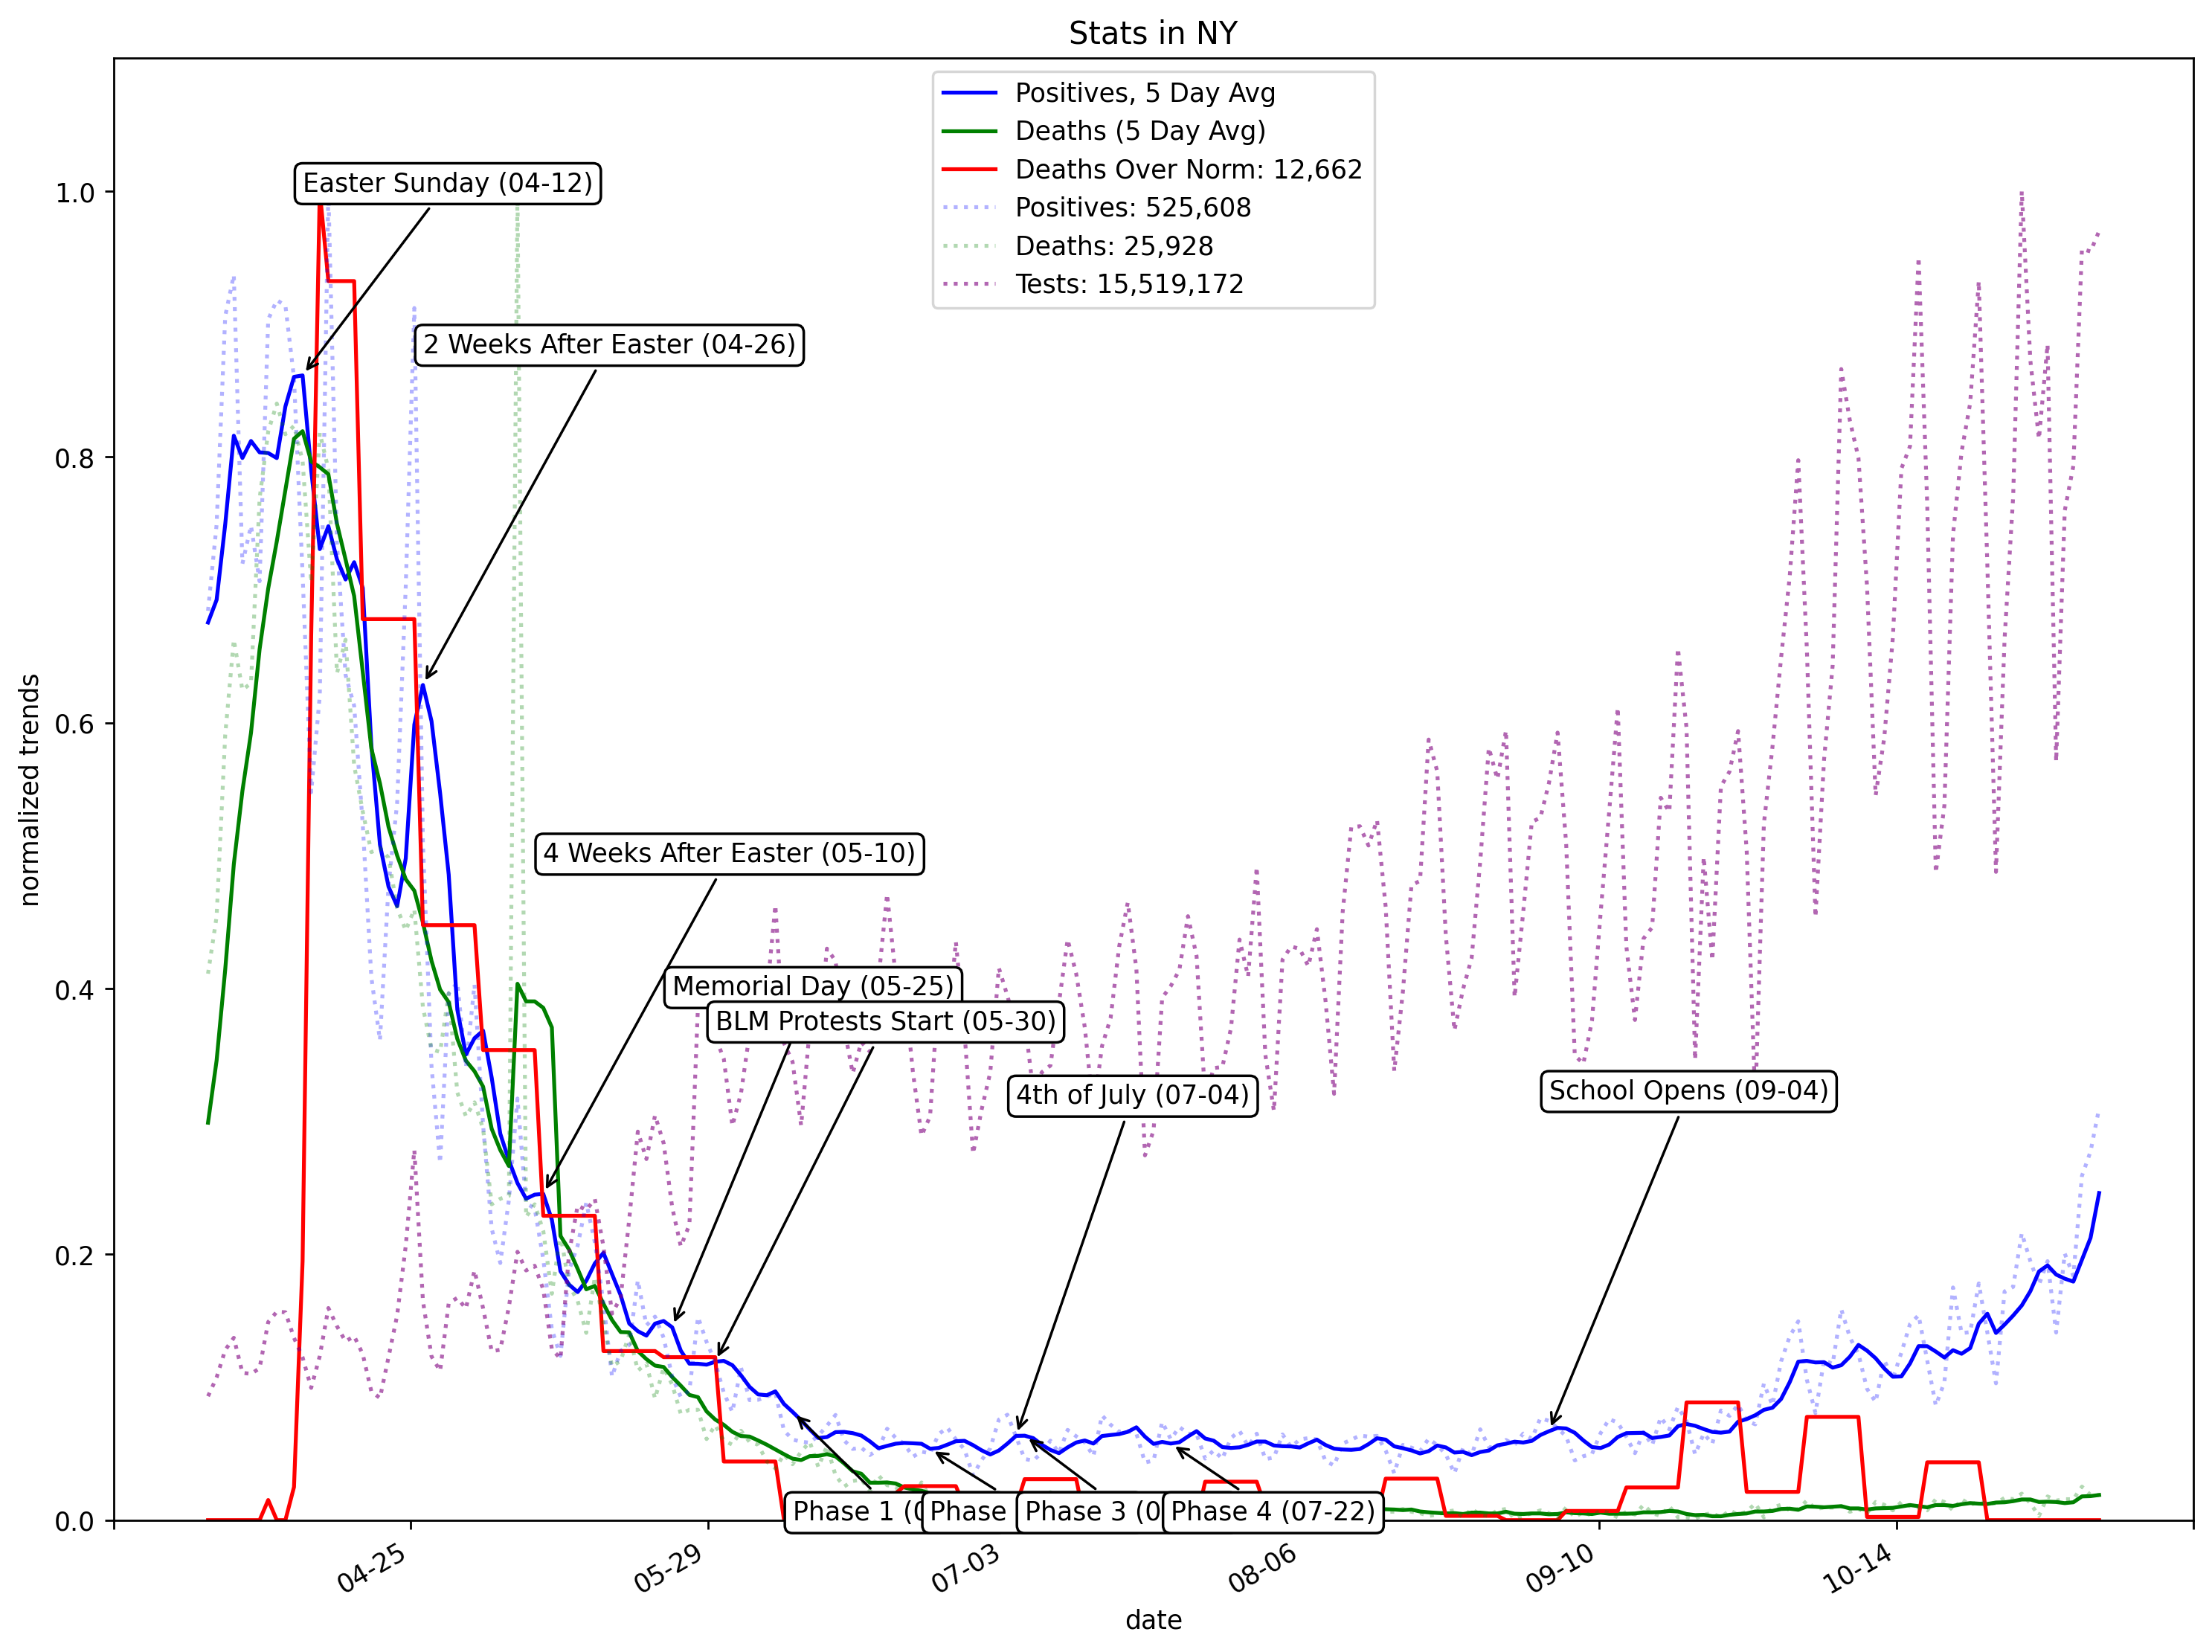 Stats in NY
Positives, 5 Day Avg
Deaths (5 Day Avg)
Deaths Over Norm: 12,662
Positives: 525,608
Deaths: 25,928
Tests: 15,519,172
Easter Sunday (04-12)
2 Weeks After Easter (04-26)
4 Weeks After Easter (05-10)
Memorial Day (05-25)
BLM Protests Start (05-30)
4th of July (07-04)
School Opens (09-04)
Phase 1 (0
Phase
Phase 3 (0
Phase 4 (07-22)
normalized trends
1.0
0.8
0.6
0.4
0.2
0.0
04-25
05-29
07-03
08-06
09-10
10-14
date